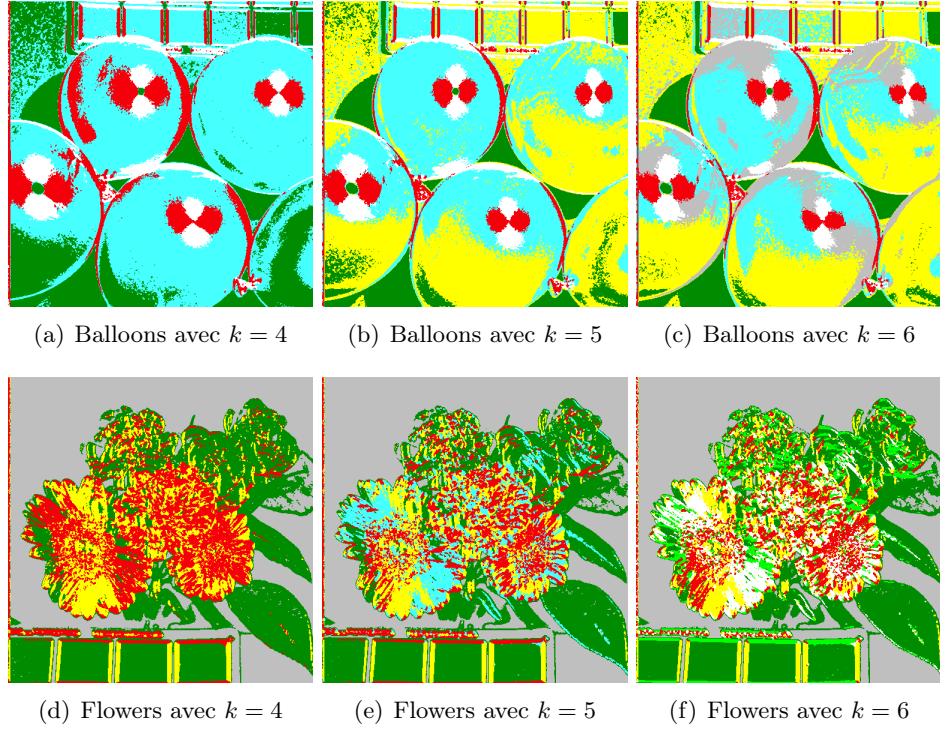 (a) Balloons avec k = 4
(b) Balloons avec k = 5
(c) Balloons avec k = 6
(d) Flowers avec k = 4
(e) Flowers avec k = 5
(f) Flowers avec k = 6